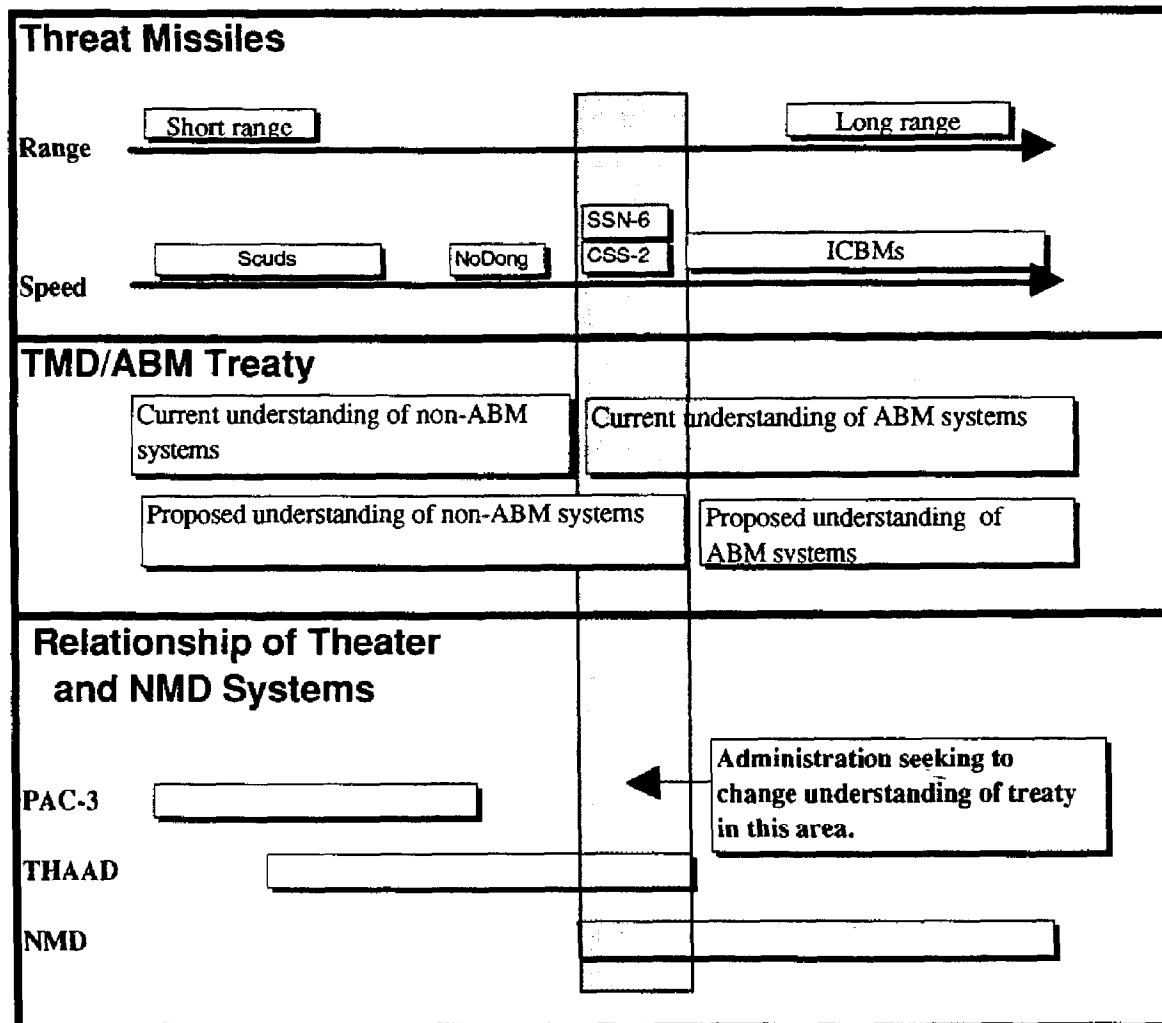 Threat Missiles
Short range
Long range
Range
SSN-6
Scuds
NoDong
CSS-2
ICBMs
Speed
TMD/ABM Treaty
Current understanding of non-ABM
systems
Current understanding of ABM systems
Proposed understanding of non-ABM systems
Proposed understanding of
ABM systems
Relationship of Theater
and NMD Systems
Administration seeking to
change understanding of treaty
in this area.
PAC-3
THAAD
NMD